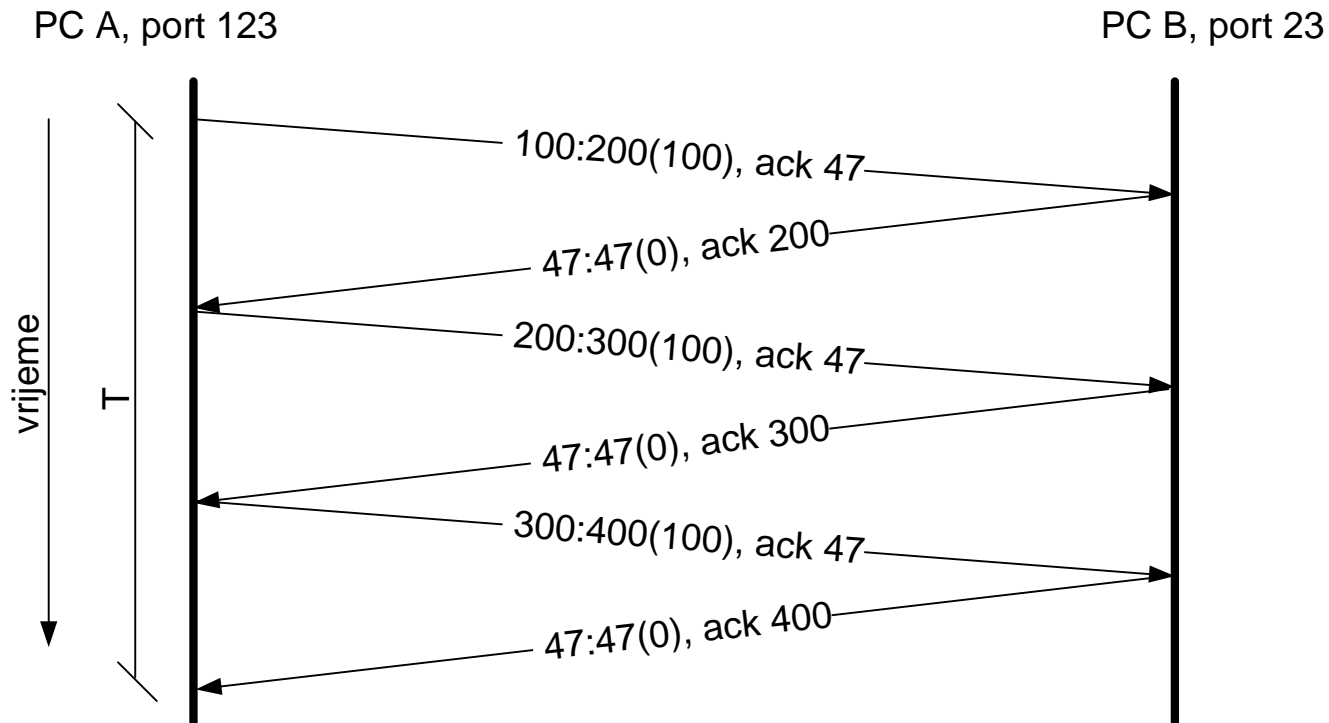 PC A, port 123
PC B, port 23
100:200(100), ack 47
47:47(0), ack 200
200:300(100), ack 47
vrijeme
T
47:47(0), ack 300
300:400(100), ack 47
47:47(0), ack 400